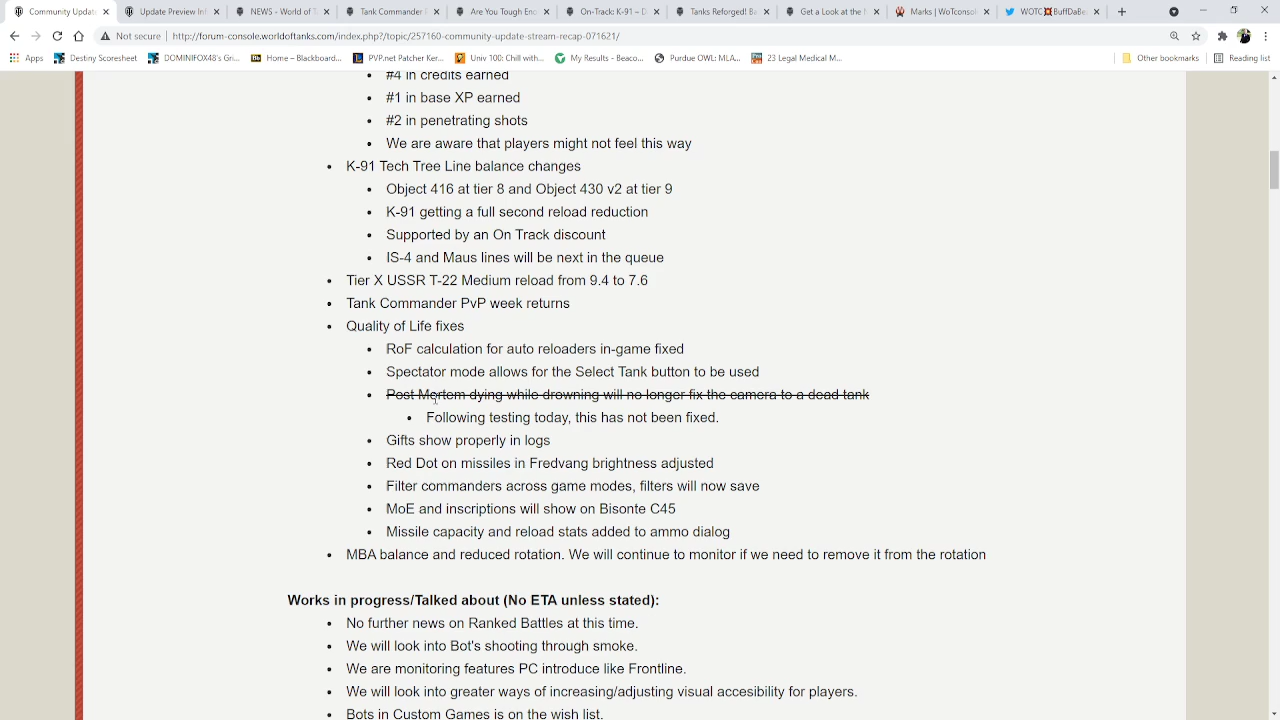 Community Update
Update Preview Inf
NEWS - World of Ta
Tank Commander P
Are You Tough Eno
On-Track: K-91 – D
Tanks Reforged! Ba
Get a Look at the N
Marks | WoTconsol
WOTC💥BuffDaBe
Not secure | http://forum-console.worldoftanks.com/index.php?/topic/257160-community-update-stream-recap-071621/
Apps
Destiny Scoresheet
DOMINIFOX48's Gri...
Home – Blackboard...
PVP.net Patcher Ker...
Univ 100: Chill with...
My Results - Beaco...
Purdue OWL: MLA...
23 Legal Medical M...
Other bookmarks
Reading list
#4 in credits earned
#1 in base XP earned
#2 in penetrating shots
We are aware that players might not feel this way
K-91 Tech Tree Line balance changes
Object 416 at tier 8 and Object 430 v2 at tier 9
K-91 getting a full second reload reduction
Supported by an On Track discount
IS-4 and Maus lines will be next in the queue
Tier X USSR T-22 Medium reload from 9.4 to 7.6
Tank Commander PvP week returns
Quality of Life fixes
RoF calculation for auto reloaders in-game fixed
Spectator mode allows for the Select Tank button to be used
Post Mortem dying while drowning will no longer fix the camera to a dead tank
Following testing today, this has not been fixed.
Gifts show properly in logs
Red Dot on missiles in Fredvang brightness adjusted
Filter commanders across game modes, filters will now save
MoE and inscriptions will show on Bisonte C45
Missile capacity and reload stats added to ammo dialog
MBA balance and reduced rotation. We will continue to monitor if we need to remove it from the rotation
Works in progress/Talked about (No ETA unless stated):
No further news on Ranked Battles at this time.
We will look into Bot's shooting through smoke.
We are monitoring features PC introduce like Frontline.
We will look into greater ways of increasing/adjusting visual accesibility for players.
Bots in Custom Games is on the wish list.